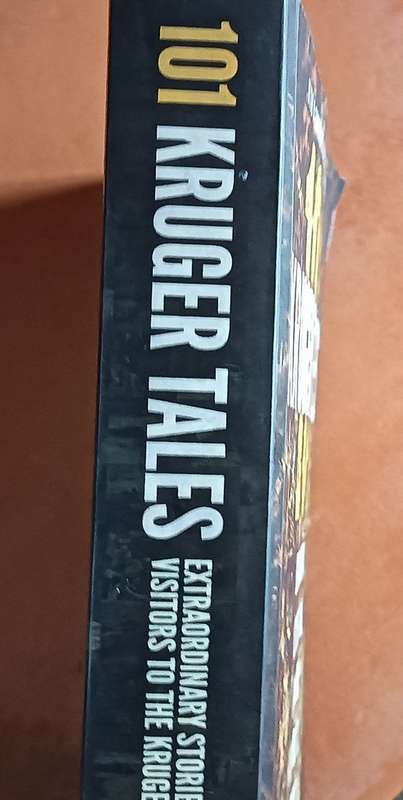 101 KRUGER TALES
EXTRAORDINARY STORIE
VISITORS TO THE KRUGE